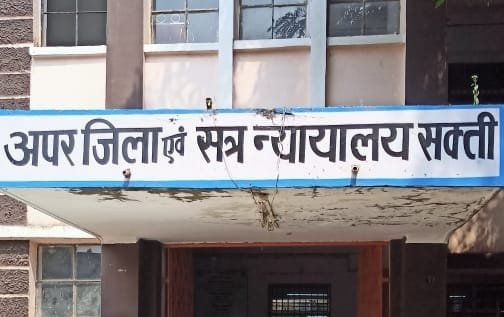 अपर जिला एवं सत्र न्यायालय सक्ती